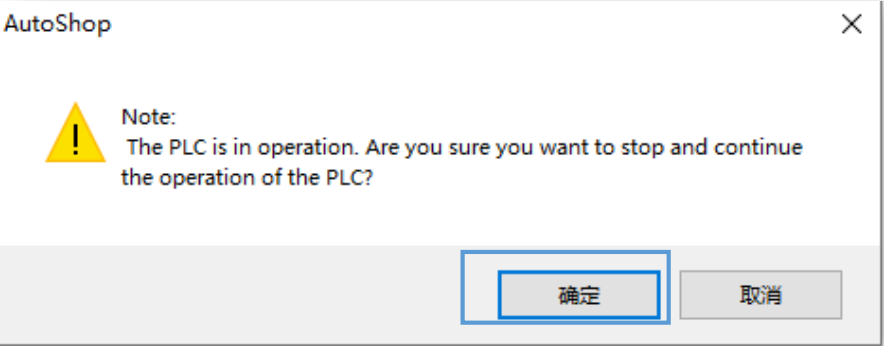 AutoShop
Note:
The PLC is in operation. Are you sure you want to stop and continue
the operation of the PLC?
确定
取消